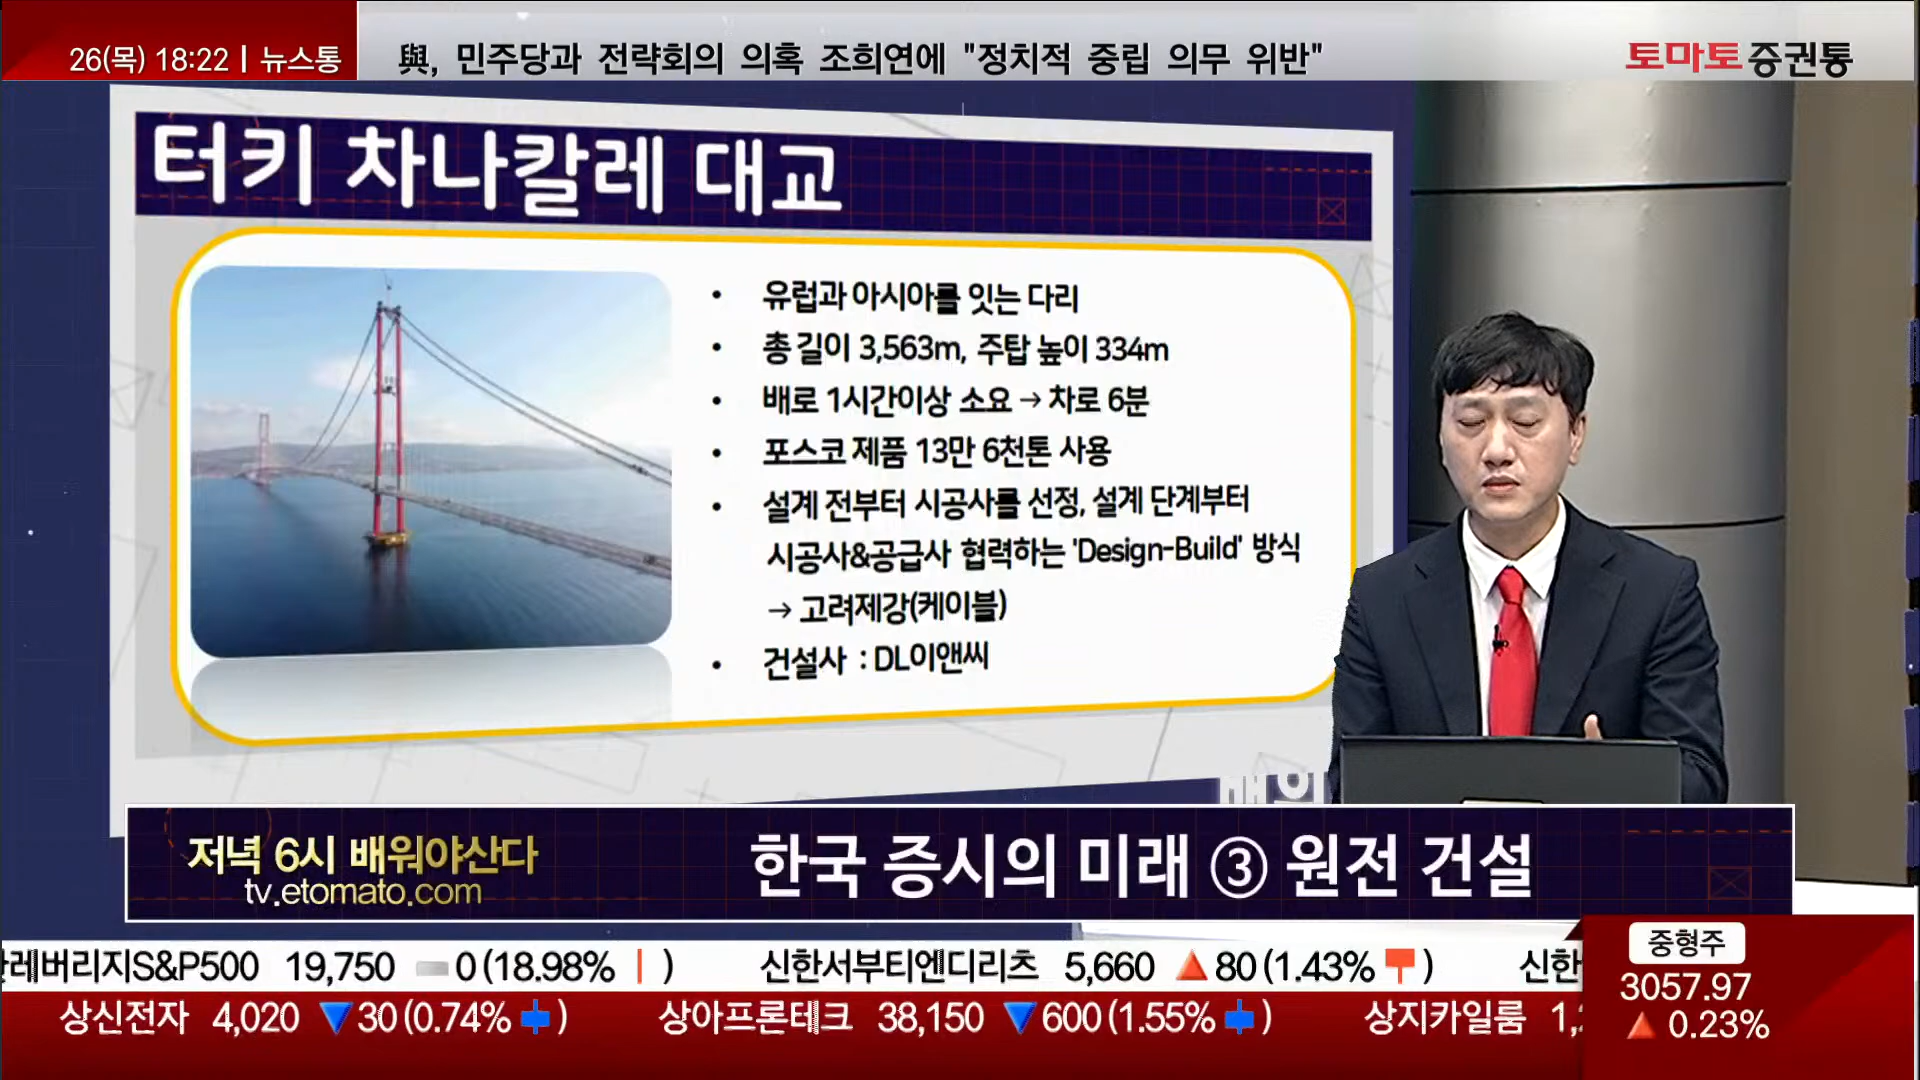 26(목) 18:22 | 뉴스통
與, 민주당과 전략회의 의혹 조희연에 "정치적 중립 의무 위반"
토마토증권통
터키 차나칼레 대교
• 유럽과 아시아를 잇는 다리
• 총 길이 3,563m, 주탑 높이 334m
• 배로 1시간이상 소요 → 차로 6분
• 포스코 제품 13만 6천톤 사용
• 설계 전부터 시공사를 선정, 설계 단계부터
시공사&공급사 협력하는 'Design-Build' 방식
→ 고려제강(케이블)
• 건설사 : DL이앤씨
저녁 6시 배워야산다
tv.etomato.com
한국 증시의 미래 ③ 원전 건설
레버리지S&P500 19,750 0(18.98% ) 신한서부티엔디리츠 5,660 ▲80(1.43% ) 신한
상신전자 4,020 ▼30(0.74% ) 상아프론테크 38,150 ▼600(1.55% ) 상지카일룸
중형주
3057.97
▲ 0.23%